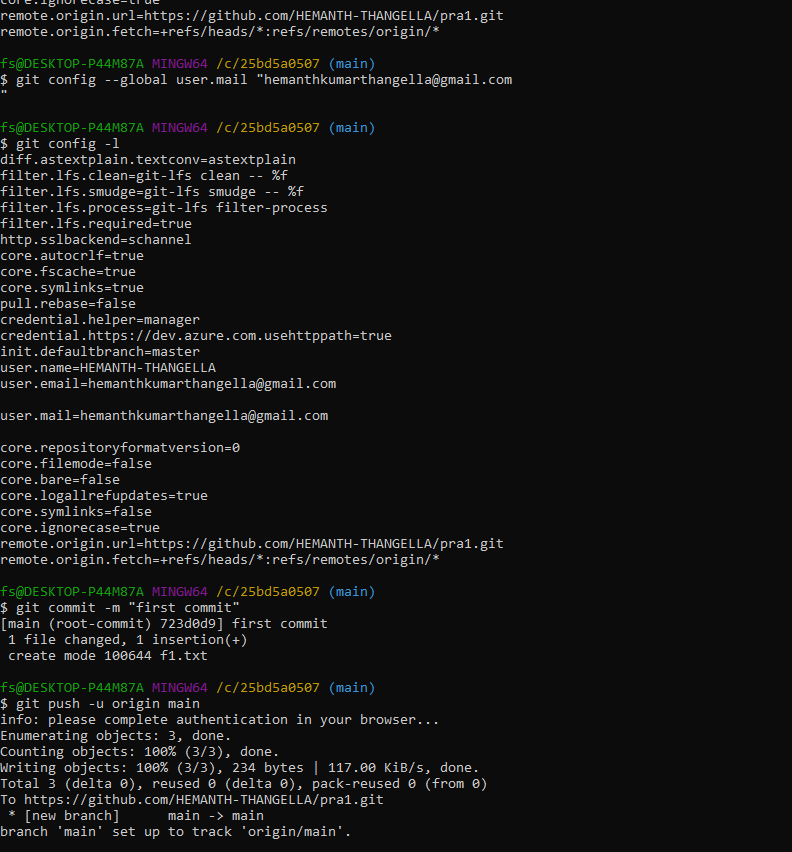 core.ignorecase=true
remote.origin.url=https://github.com/HEMANTH-THANGELLA/pra1.git
remote.origin.fetch=+refs/heads/*:refs/remotes/origin/*
fs@DESKTOP-P44M87A MINGW64 /c/25bd5a0507 (main)
$ git config --global user.mail "hemanthkumarthangella@gmail.com
"
fs@DESKTOP-P44M87A MINGW64 /c/25bd5a0507 (main)
$ git config -l
diff.astextplain.textconv=astextplain
filter.lfs.clean=git-lfs clean -- %f
filter.lfs.smudge=git-lfs smudge -- %f
filter.lfs.process=git-lfs filter-process
filter.lfs.required=true
http.sslbackend=schannel
core.autocrlf=true
core.fscache=true
core.symlinks=true
pull.rebase=false
credential.helper=manager
credential.https://dev.azure.com.usehttppath=true
init.defaultbranch=master
user.name=HEMANTH-THANGELLA
user.email=hemanthkumarthangella@gmail.com
user.mail=hemanthkumarthangella@gmail.com
core.repositoryformatversion=0
core.filemode=false
core.bare=false
core.logallrefupdates=true
core.symlinks=false
core.ignorecase=true
remote.origin.url=https://github.com/HEMANTH-THANGELLA/pra1.git
remote.origin.fetch=+refs/heads/*:refs/remotes/origin/*
fs@DESKTOP-P44M87A MINGW64 /c/25bd5a0507 (main)
$ git commit -m "first commit"
[main (root-commit) 723d0d9] first commit
 1 file changed, 1 insertion(+)
 create mode 100644 f1.txt
fs@DESKTOP-P44M87A MINGW64 /c/25bd5a0507 (main)
$ git push -u origin main
info: please complete authentication in your browser...
Enumerating objects: 3, done.
Counting objects: 100% (3/3), done.
Writing objects: 100% (3/3), 234 bytes | 117.00 KiB/s, done.
Total 3 (delta 0), reused 0 (delta 0), pack-reused 0 (from 0)
To https://github.com/HEMANTH-THANGELLA/pra1.git
 * [new branch]      main -> main
branch 'main' set up to track 'origin/main'.